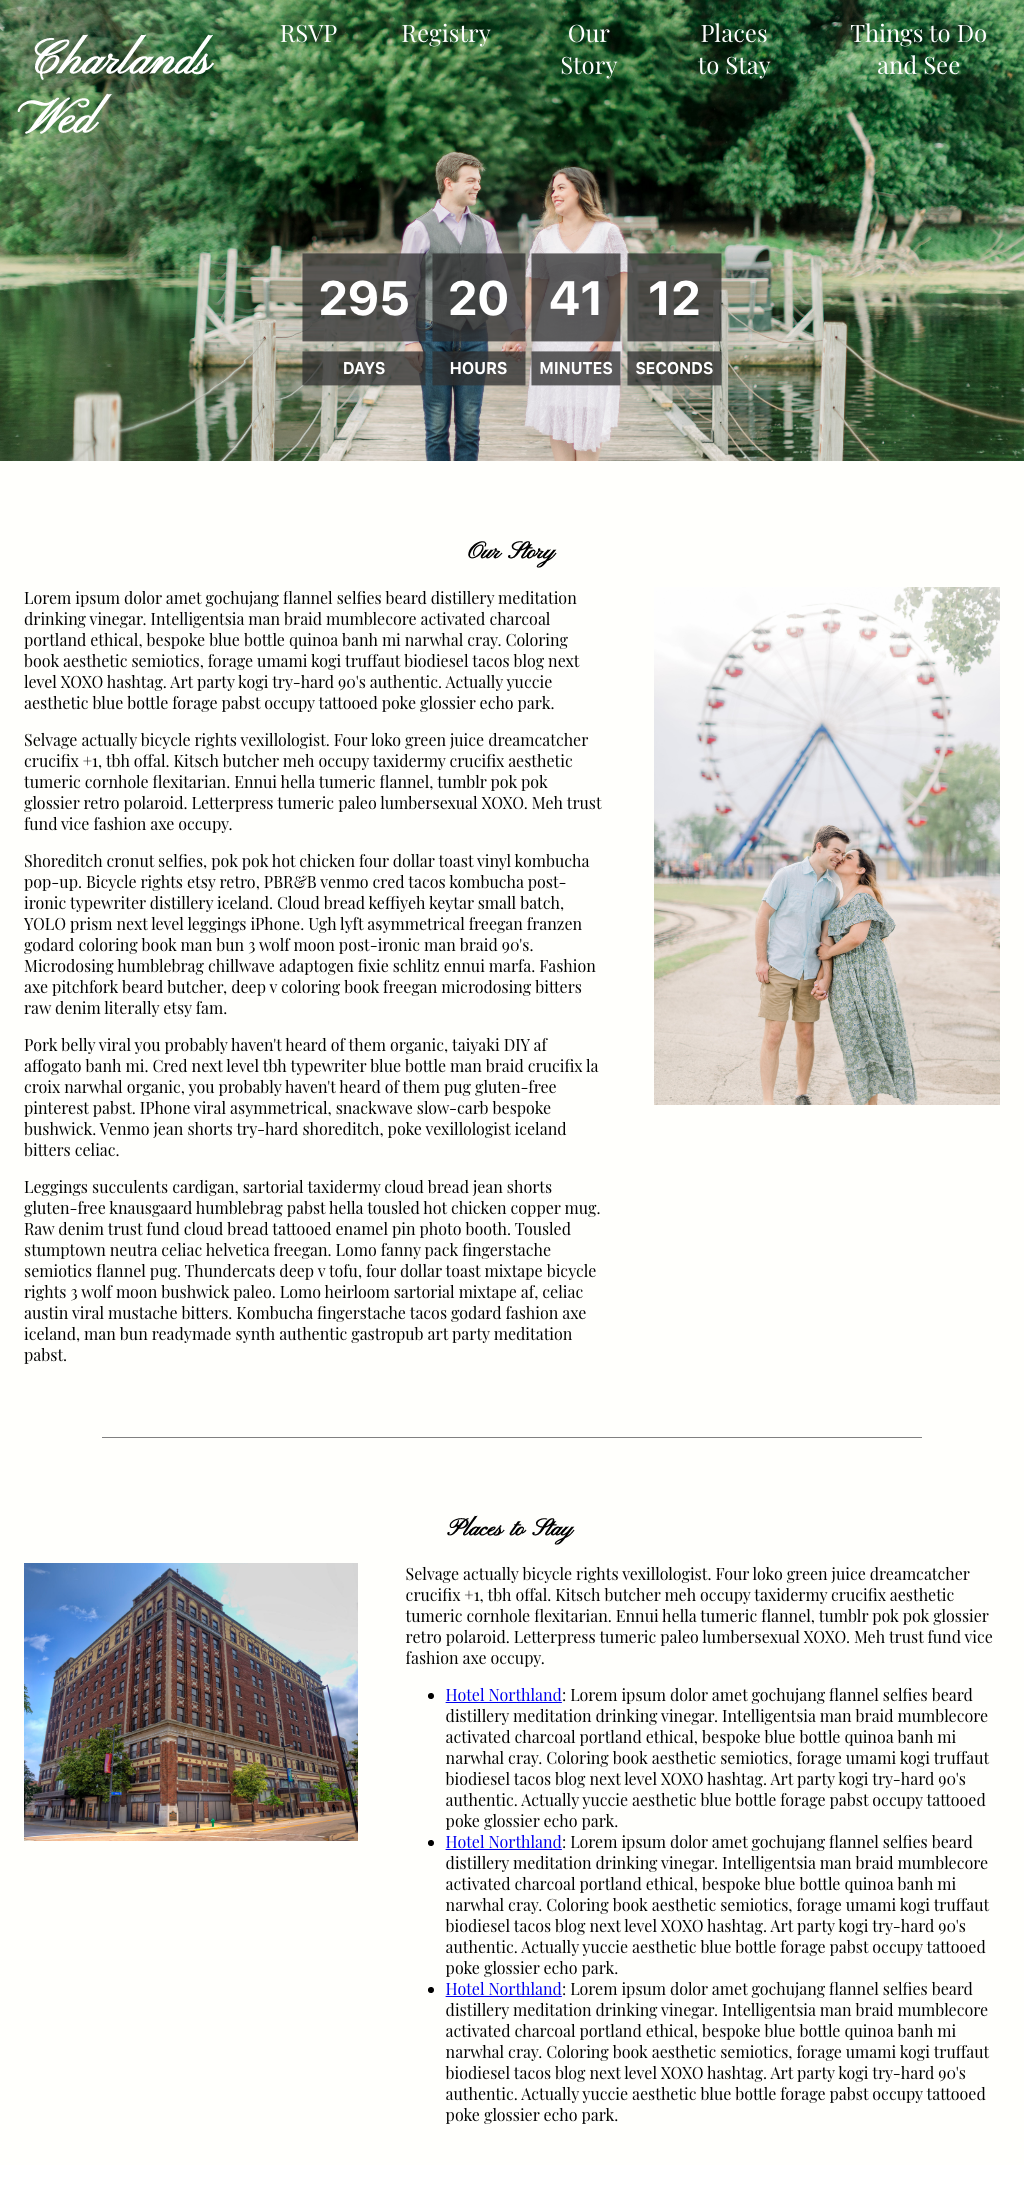 Charlands
Wed
RSVP
Registry
Our
Story
Places
to Stay
Things to Do
and See
295 20 41 12
DAYS HOURS MINUTES SECONDS
Our Story
Lorem ipsum dolor amet gochujang flannel selfies beard distillery meditation
drinking vinegar. Intelligentsia man braid mumblecore activated charcoal
portland ethical, bespoke blue bottle quinoa banh mi narwhal cray. Coloring
book aesthetic semiotics, forage umami kogi truffaut biodiesel tacos blog next
level XOXO hashtag. Art party kogi try-hard 90's authentic. Actually yuccie
aesthetic blue bottle forage pabst occupy tattooed poke glossier echo park.
Selvage actually bicycle rights vexillologist. Four loko green juice dreamcatcher
crucifix +1, tbh offal. Kitsch butcher meh occupy taxidermy crucifix aesthetic
tumeric cornhole flexitarian. Ennui hella tumeric flannel, tumblr pok pok
glossier retro polaroid. Letterpress tumeric paleo lumbersexual XOXO. Meh trust
fund vice fashion axe occupy.
Shoreditch cronut selfies, pok pok hot chicken four dollar toast vinyl kombucha
pop-up. Bicycle rights etsy retro, PBR&B venmo cred tacos kombucha post-
ironic typewriter distillery iceland. Cloud bread keffiyeh keytar small batch,
YOLO prism next level leggings iPhone. Ugh lyft asymmetrical freegan franzen
godard coloring book man bun 3 wolf moon post-ironic man braid 90's.
Microdosing humblebrag chillwave adaptogen fixie schlitz ennui marfa. Fashion
axe pitchfork beard butcher, deep v coloring book freegan microdosing bitters
raw denim literally etsy fam.
Pork belly viral you probably haven't heard of them organic, taiyaki DIY af
affogato banh mi. Cred next level tbh typewriter blue bottle man braid crucifix la
croix narwhal organic, you probably haven't heard of them pug gluten-free
pinterest pabst. IPhone viral asymmetrical, snackwave slow-carb bespoke
bushwick. Venmo jean shorts try-hard shoreditch, poke vexillologist iceland
bitters celiac.
Leggings succulents cardigan, sartorial taxidermy cloud bread jean shorts
gluten-free knausgaard humblebrag pabst hella tousled hot chicken copper mug.
Raw denim trust fund cloud bread tattooed enamel pin photo booth. Tousled
stumptown neutra celiac helvetica freegan. Lomo fanny pack fingerstache
semiotics flannel pug. Thundercats deep v tofu, four dollar toast mixtape bicycle
rights 3 wolf moon bushwick paleo. Lomo heirloom sartorial mixtape af, celiac
austin viral mustache bitters. Kombucha fingerstache tacos godard fashion axe
iceland, man bun readymade synth authentic gastropub art party meditation
pabst.
Places to Stay
Selvage actually bicycle rights vexillologist. Four loko green juice dreamcatcher
crucifix +1, tbh offal. Kitsch butcher meh occupy taxidermy crucifix aesthetic
tumeric cornhole flexitarian. Ennui hella tumeric flannel, tumblr pok pok glossier
retro polaroid. Letterpress tumeric paleo lumbersexual XOXO. Meh trust fund vice
fashion axe occupy.
Hotel Northland: Lorem ipsum dolor amet gochujang flannel selfies beard
distillery meditation drinking vinegar. Intelligentsia man braid mumblecore
activated charcoal portland ethical, bespoke blue bottle quinoa banh mi
narwhal cray. Coloring book aesthetic semiotics, forage umami kogi truffaut
biodiesel tacos blog next level XOXO hashtag. Art party kogi try-hard 90's
authentic. Actually yuccie aesthetic blue bottle forage pabst occupy tattooed
poke glossier echo park.
Hotel Northland: Lorem ipsum dolor amet gochujang flannel selfies beard
distillery meditation drinking vinegar. Intelligentsia man braid mumblecore
activated charcoal portland ethical, bespoke blue bottle quinoa banh mi
narwhal cray. Coloring book aesthetic semiotics, forage umami kogi truffaut
biodiesel tacos blog next level XOXO hashtag. Art party kogi try-hard 90's
authentic. Actually yuccie aesthetic blue bottle forage pabst occupy tattooed
poke glossier echo park.
Hotel Northland: Lorem ipsum dolor amet gochujang flannel selfies beard
distillery meditation drinking vinegar. Intelligentsia man braid mumblecore
activated charcoal portland ethical, bespoke blue bottle quinoa banh mi
narwhal cray. Coloring book aesthetic semiotics, forage umami kogi truffaut
biodiesel tacos blog next level XOXO hashtag. Art party kogi try-hard 90's
authentic. Actually yuccie aesthetic blue bottle forage pabst occupy tattooed
poke glossier echo park.